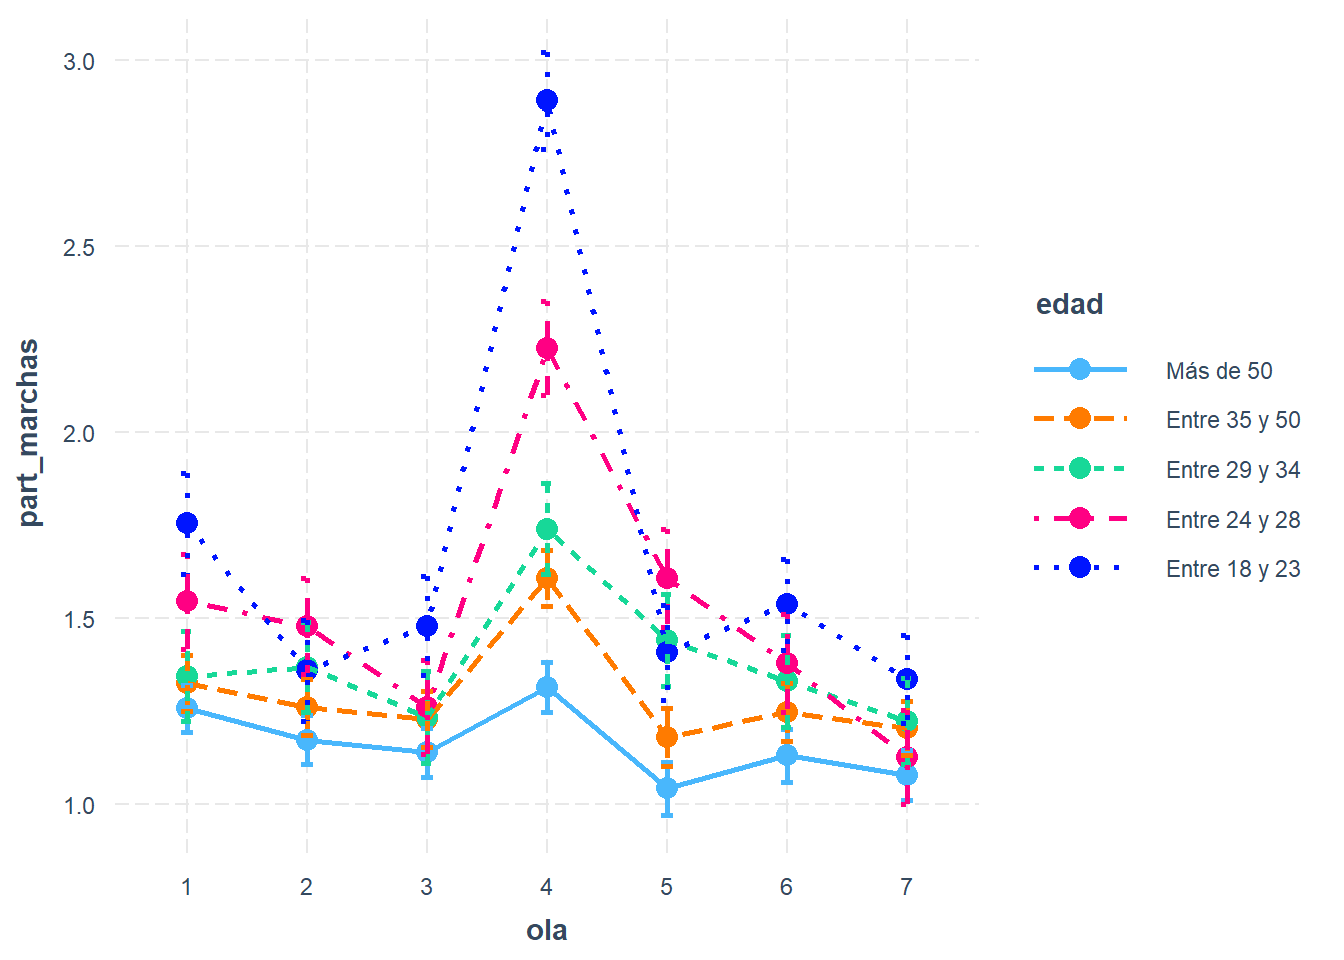 3.0
2.5
2.0
1.5
1.0
part_marchas
1 2 3 4 5 6 7
ola
edad
Más de 50
Entre 35 y 50
Entre 29 y 34
Entre 24 y 28
Entre 18 y 23